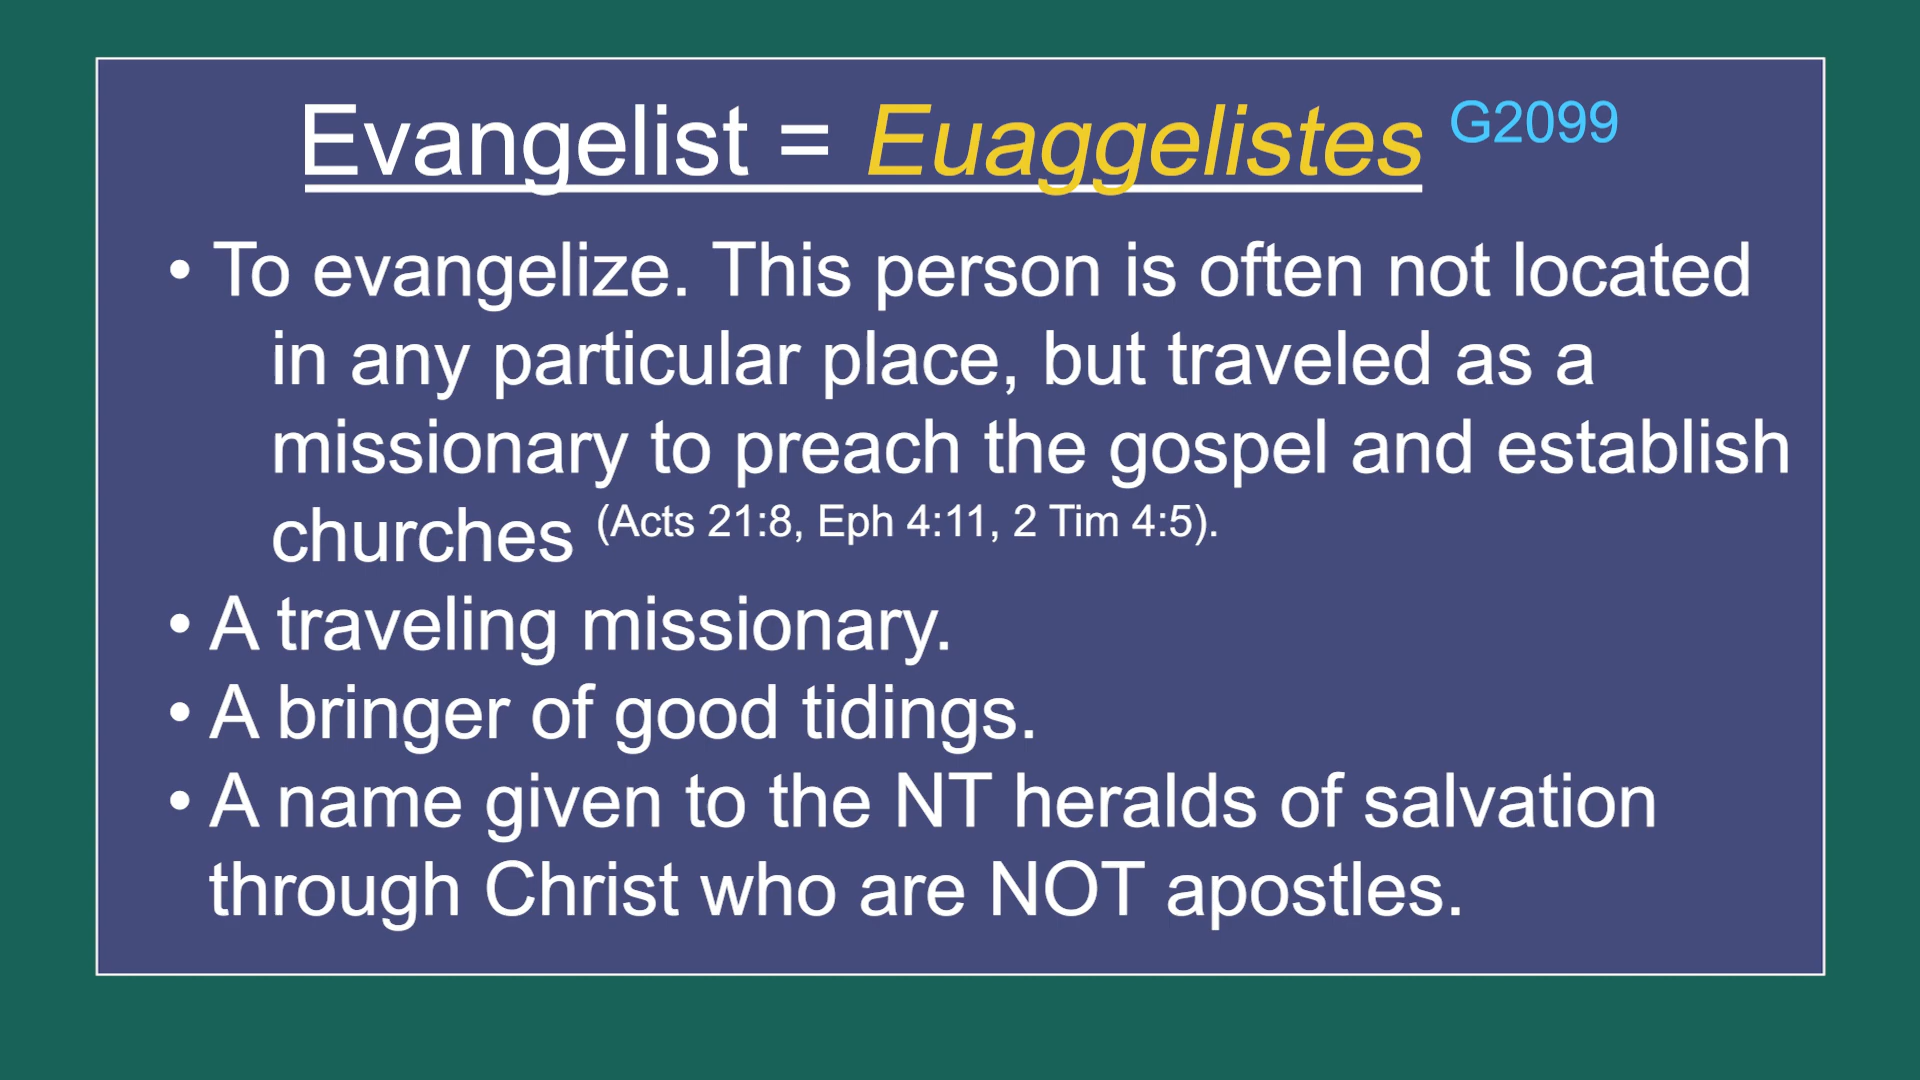 Evangelist = Euaggelistes G2099
• To evangelize. This person is often not located
in any particular place, but traveled as a
missionary to preach the gospel and establish
churches (Acts 21:8, Eph 4:11, 2 Tim 4:5).
• A traveling missionary.
• A bringer of good tidings.
• A name given to the NT heralds of salvation
through Christ who are NOT apostles.